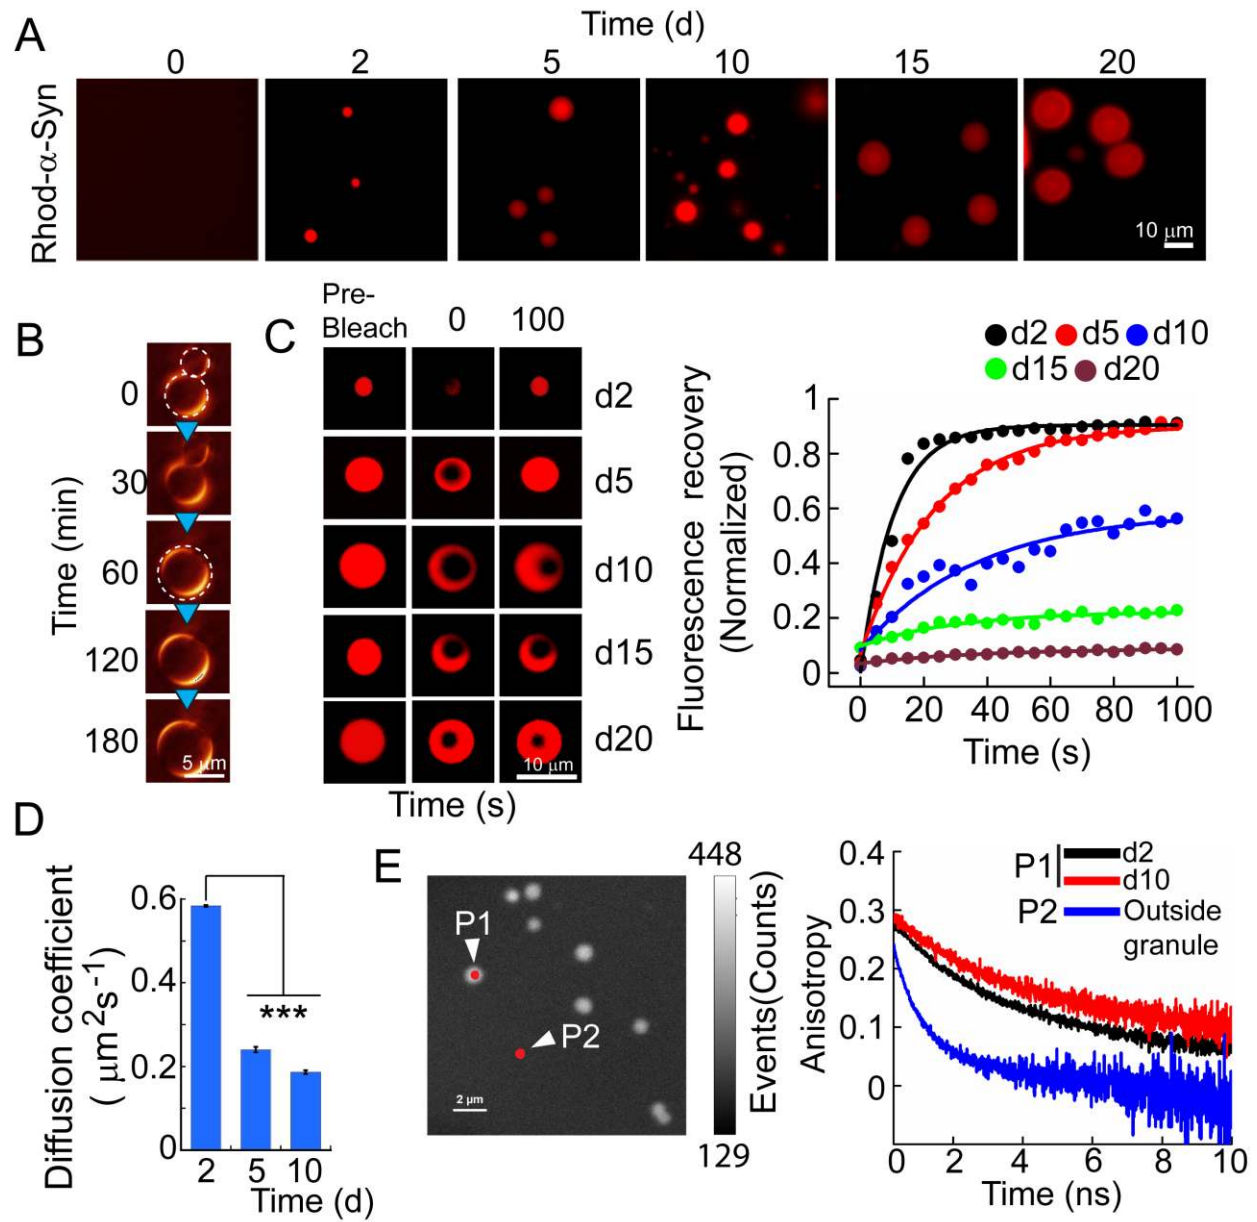 A
Time (d)
0 2 5 10 15 20
Rhod-α-Syn
10 μm
B
Time (min)
0
30
60
120
180
5 μm
C
Pre-
Bleach 0 100
d2
d5
d10
d15
d20
10 μm
Time (s)
d2 d5 d10
d15 d20
Fluorescence recovery
(Normalized)
1
0.8
0.6
0.4
0.2
0
0 20 40 60 80 100
Time (s)
D
Diffusion coefficient
( μm²s⁻¹)
0.6
0.4
0.2
0
***
2 5 10
Time (d)
E
P1
P2
2 μm
448
Events(Counts)
129
P1 d2
d10
P2 Outside
granule
Anisotropy
0.4
0.3
0.2
0.1
0
0 2 4 6 8 10
Time (ns)